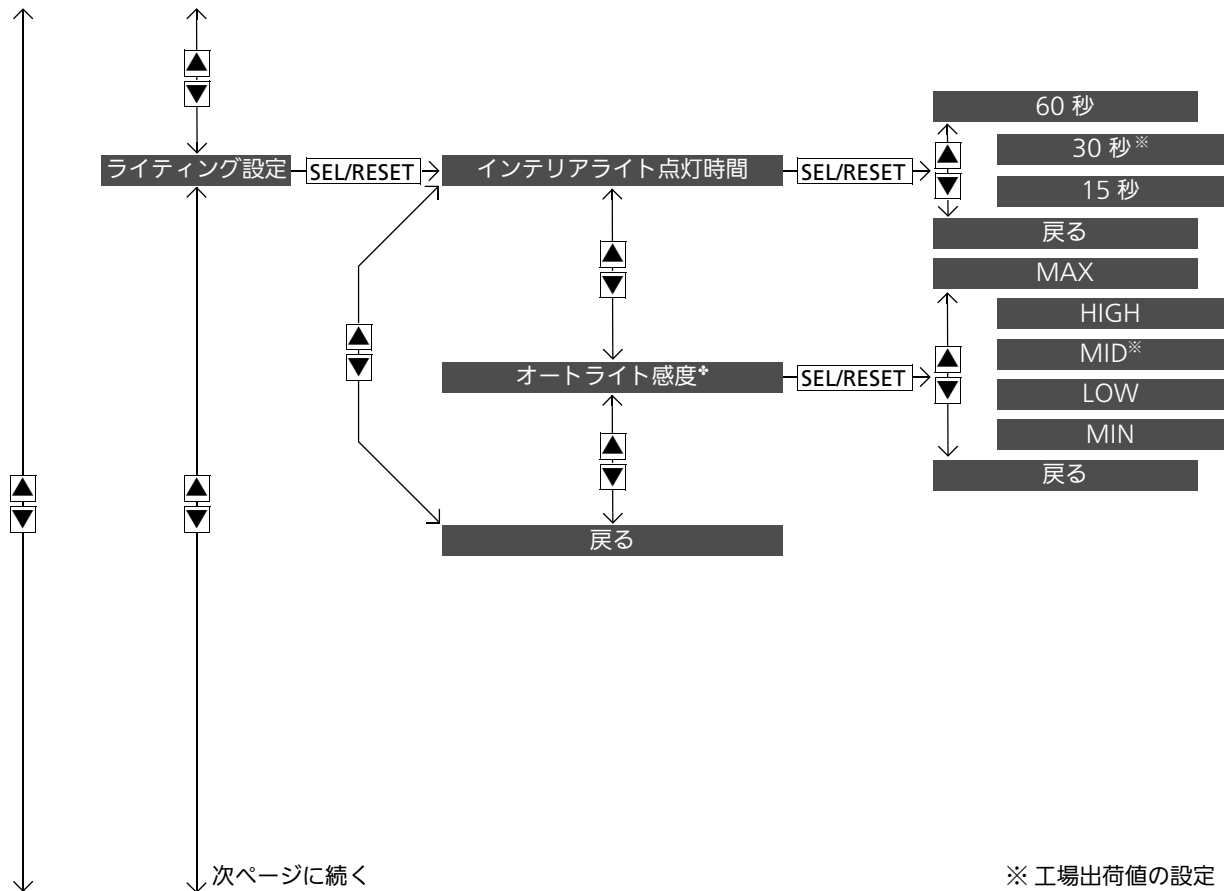 60 秒
30 秒※
15 秒
戻る
ライティング設定 SEL/RESET インテリアライト点灯時間 SEL/RESET
MAX
HIGH
MID※
LOW
MIN
戻る
オートライト感度✤ SEL/RESET
戻る
次ページに続く
※ 工場出荷値の設定